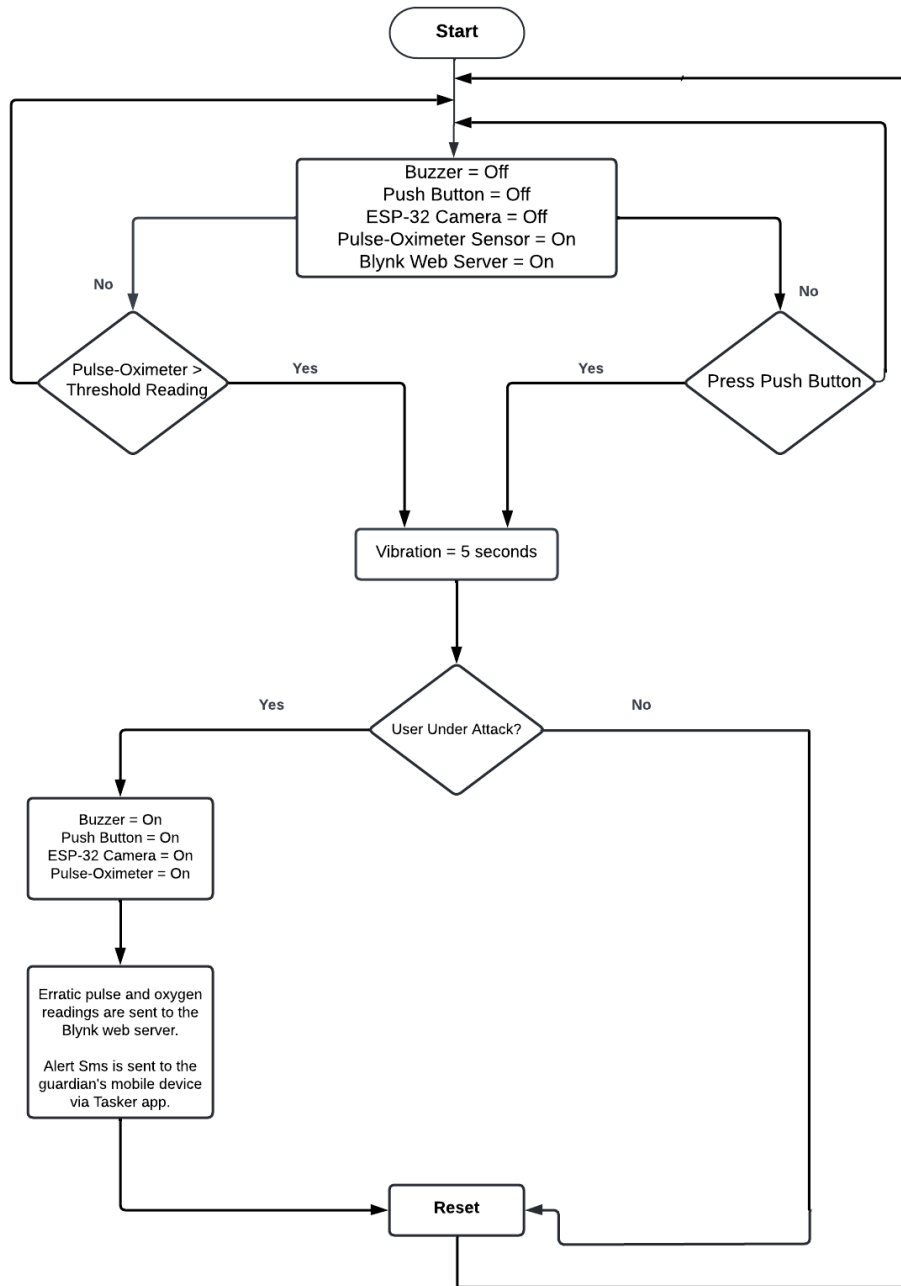 Start
Buzzer = Off
Push Button = Off
ESP-32 Camera = Off
Pulse-Oximeter Sensor = On
Blynk Web Server = On
No
No
Pulse-Oximeter >
Threshold Reading
Yes
Yes
Press Push Button
Vibration = 5 seconds
Yes
No
User Under Attack?
Buzzer = On
Push Button = On
ESP-32 Camera = On
Pulse-Oximeter = On
Erratic pulse and oxygen
readings are sent to the
Blynk web server.
Alert Sms is sent to the
guardian's mobile device
via Tasker app.
Reset